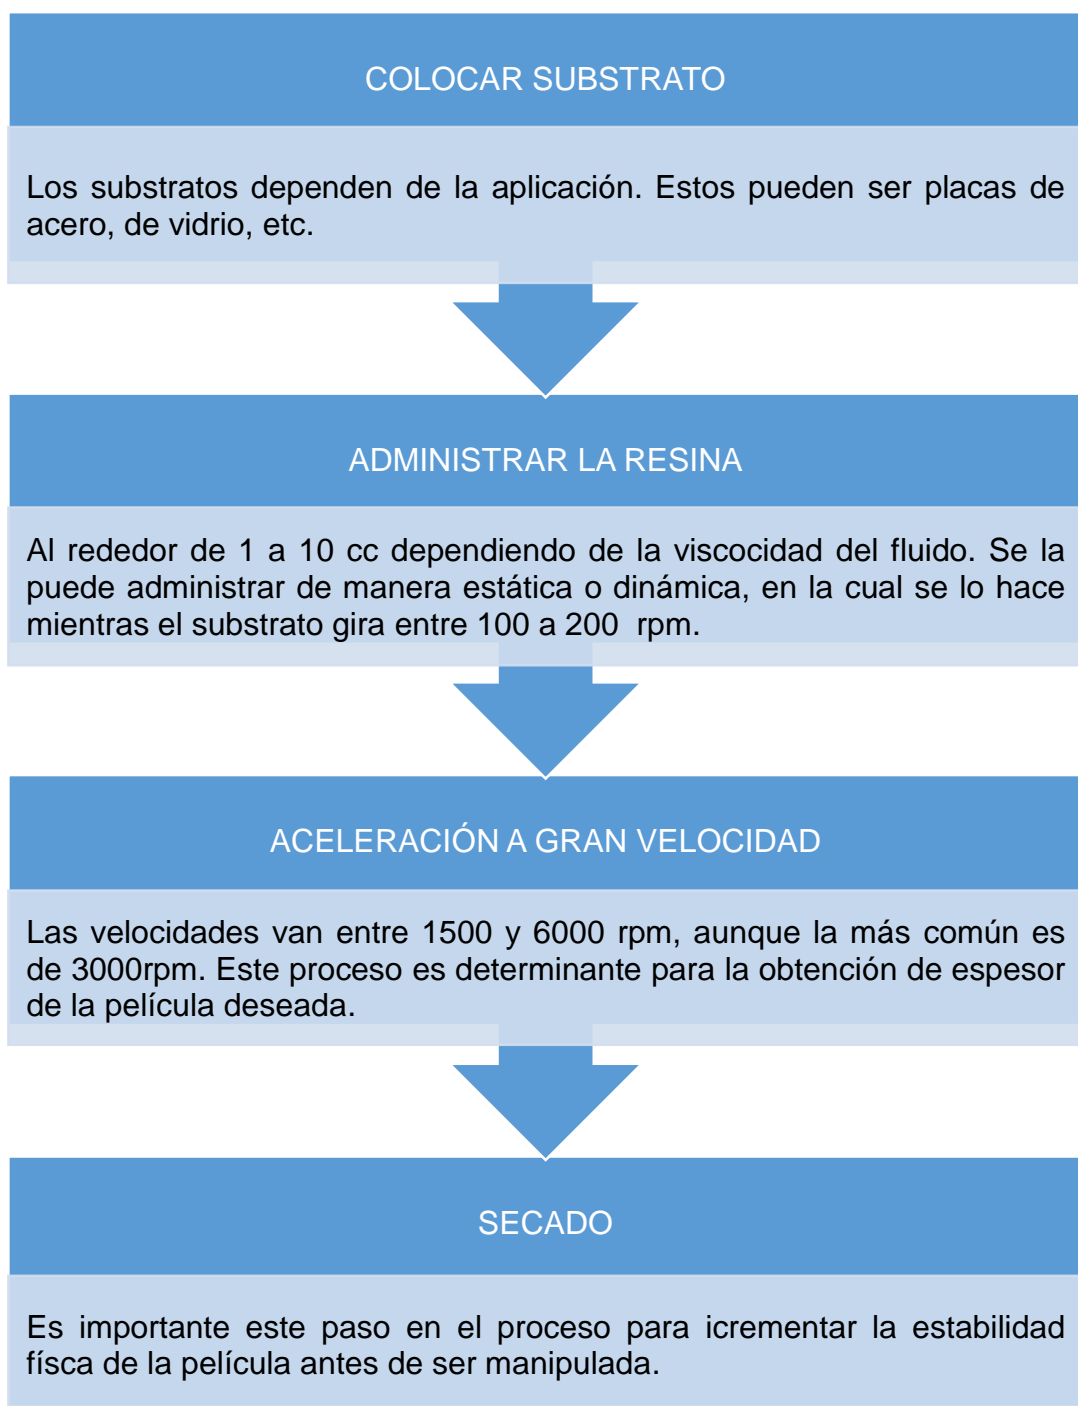 COLOCAR SUBSTRATO
Los substratos dependen de la aplicación. Estos pueden ser placas de
acero, de vidrio, etc.
ADMINISTRAR LA RESINA
Al rededor de 1 a 10 cc dependiendo de la viscocidad del fluido. Se la
puede administrar de manera estática o dinámica, en la cual se lo hace
mientras el substrato gira entre 100 a 200  rpm.
ACELERACIÓN A GRAN VELOCIDAD
Las velocidades van entre 1500 y 6000 rpm, aunque la más común es
de 3000rpm. Este proceso es determinante para la obtención de espesor
de la película deseada.
SECADO
Es importante este paso en el proceso para icrementar la estabilidad
físca de la película antes de ser manipulada.